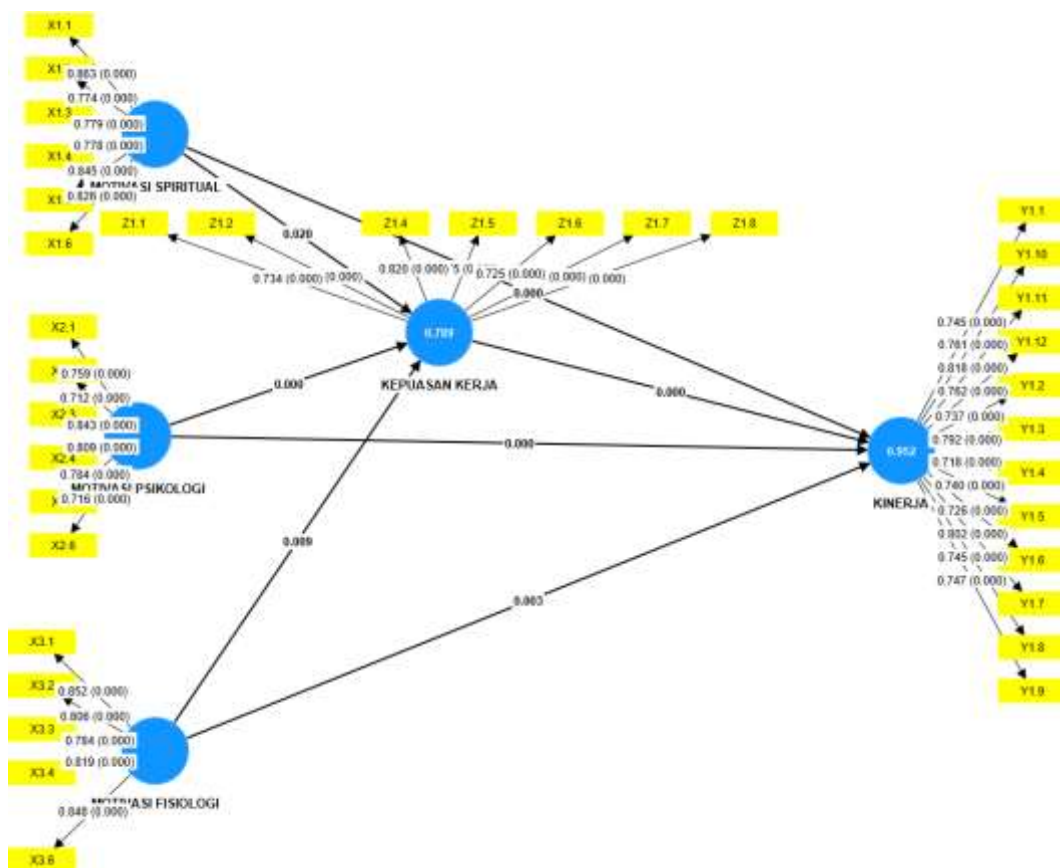 X1.1
0.863 (0.000)
0.774 (0.000)
X1.3
0.779 (0.000)
0.778 (0.000)
X1.4
0.845 (0.000)
0.826 (0.000)
MOTIVASI SPIRITUAL
X1.6
Z1.1
Z1.2
Z1.4
Z1.5
Z1.6
Z1.7
Z1.8
0.020
0.734 (0.000)
0.820 (0.000)
0.725 (0.000)
0.000
0.789
KEPUASAN KERJA
X2.1
0.759 (0.000)
0.712 (0.000)
X2.3
0.843 (0.000)
0.809 (0.000)
X2.4
0.784 (0.000)
0.716 (0.000)
MOTIVASI PSIKOLOGI
X2.6
0.000
0.000
0.000
0.009
0.003
X3.1
0.852 (0.000)
X3.2
0.806 (0.000)
X3.3
0.784 (0.000)
0.819 (0.000)
X3.4
MOTIVASI FISIOLOGI
0.848 (0.000)
X3.6
0.952
KINERJA
0.745 (0.000)
0.761 (0.000)
0.818 (0.000)
0.762 (0.000)
0.737 (0.000)
0.792 (0.000)
0.718 (0.000)
0.740 (0.000)
0.726 (0.000)
0.802 (0.000)
0.745 (0.000)
0.747 (0.000)
Y1.1
Y1.10
Y1.11
Y1.12
Y1.2
Y1.3
Y1.4
Y1.5
Y1.6
Y1.7
Y1.8
Y1.9